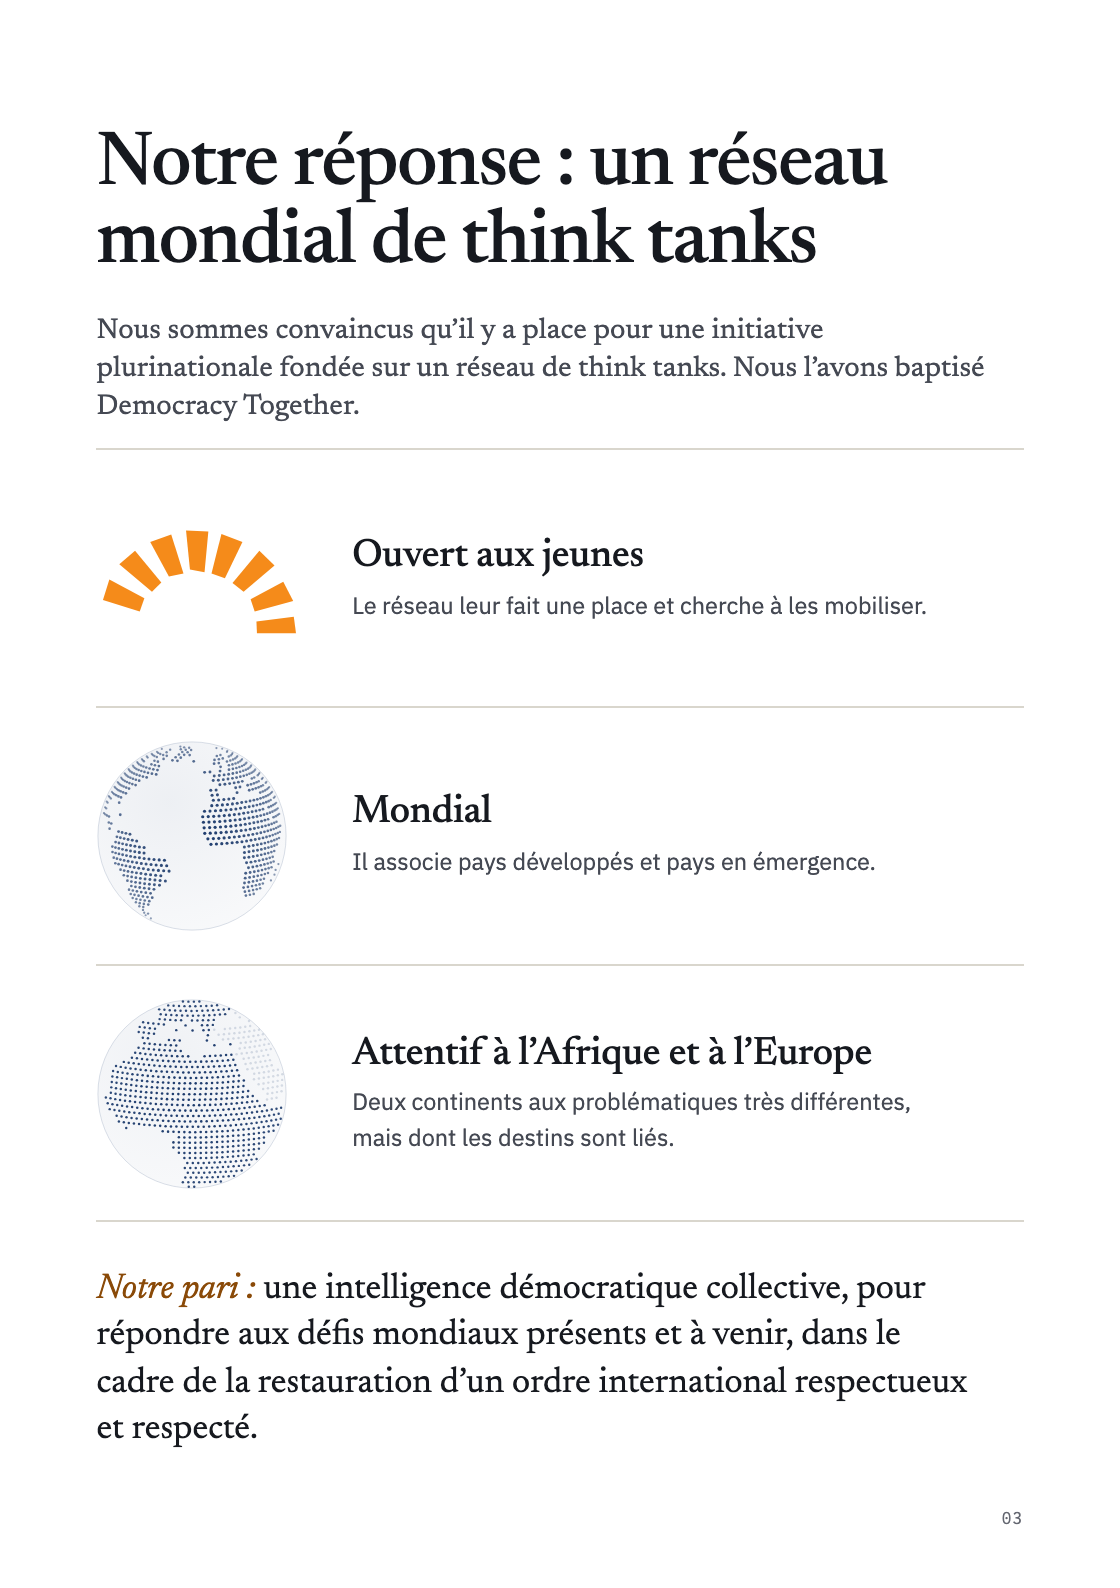 Notre réponse : un réseau
mondial de think tanks
Nous sommes convaincus qu’il y a place pour une initiative
plurinationale fondée sur un réseau de think tanks. Nous l’avons baptisé
Democracy Together.
Ouvert aux jeunes
Le réseau leur fait une place et cherche à les mobiliser.
Mondial
Il associe pays développés et pays en émergence.
Attentif à l’Afrique et à l’Europe
Deux continents aux problématiques très différentes,
mais dont les destins sont liés.
Notre pari : une intelligence démocratique collective, pour
répondre aux défis mondiaux présents et à venir, dans le
cadre de la restauration d’un ordre international respectueux
et respecté.
03